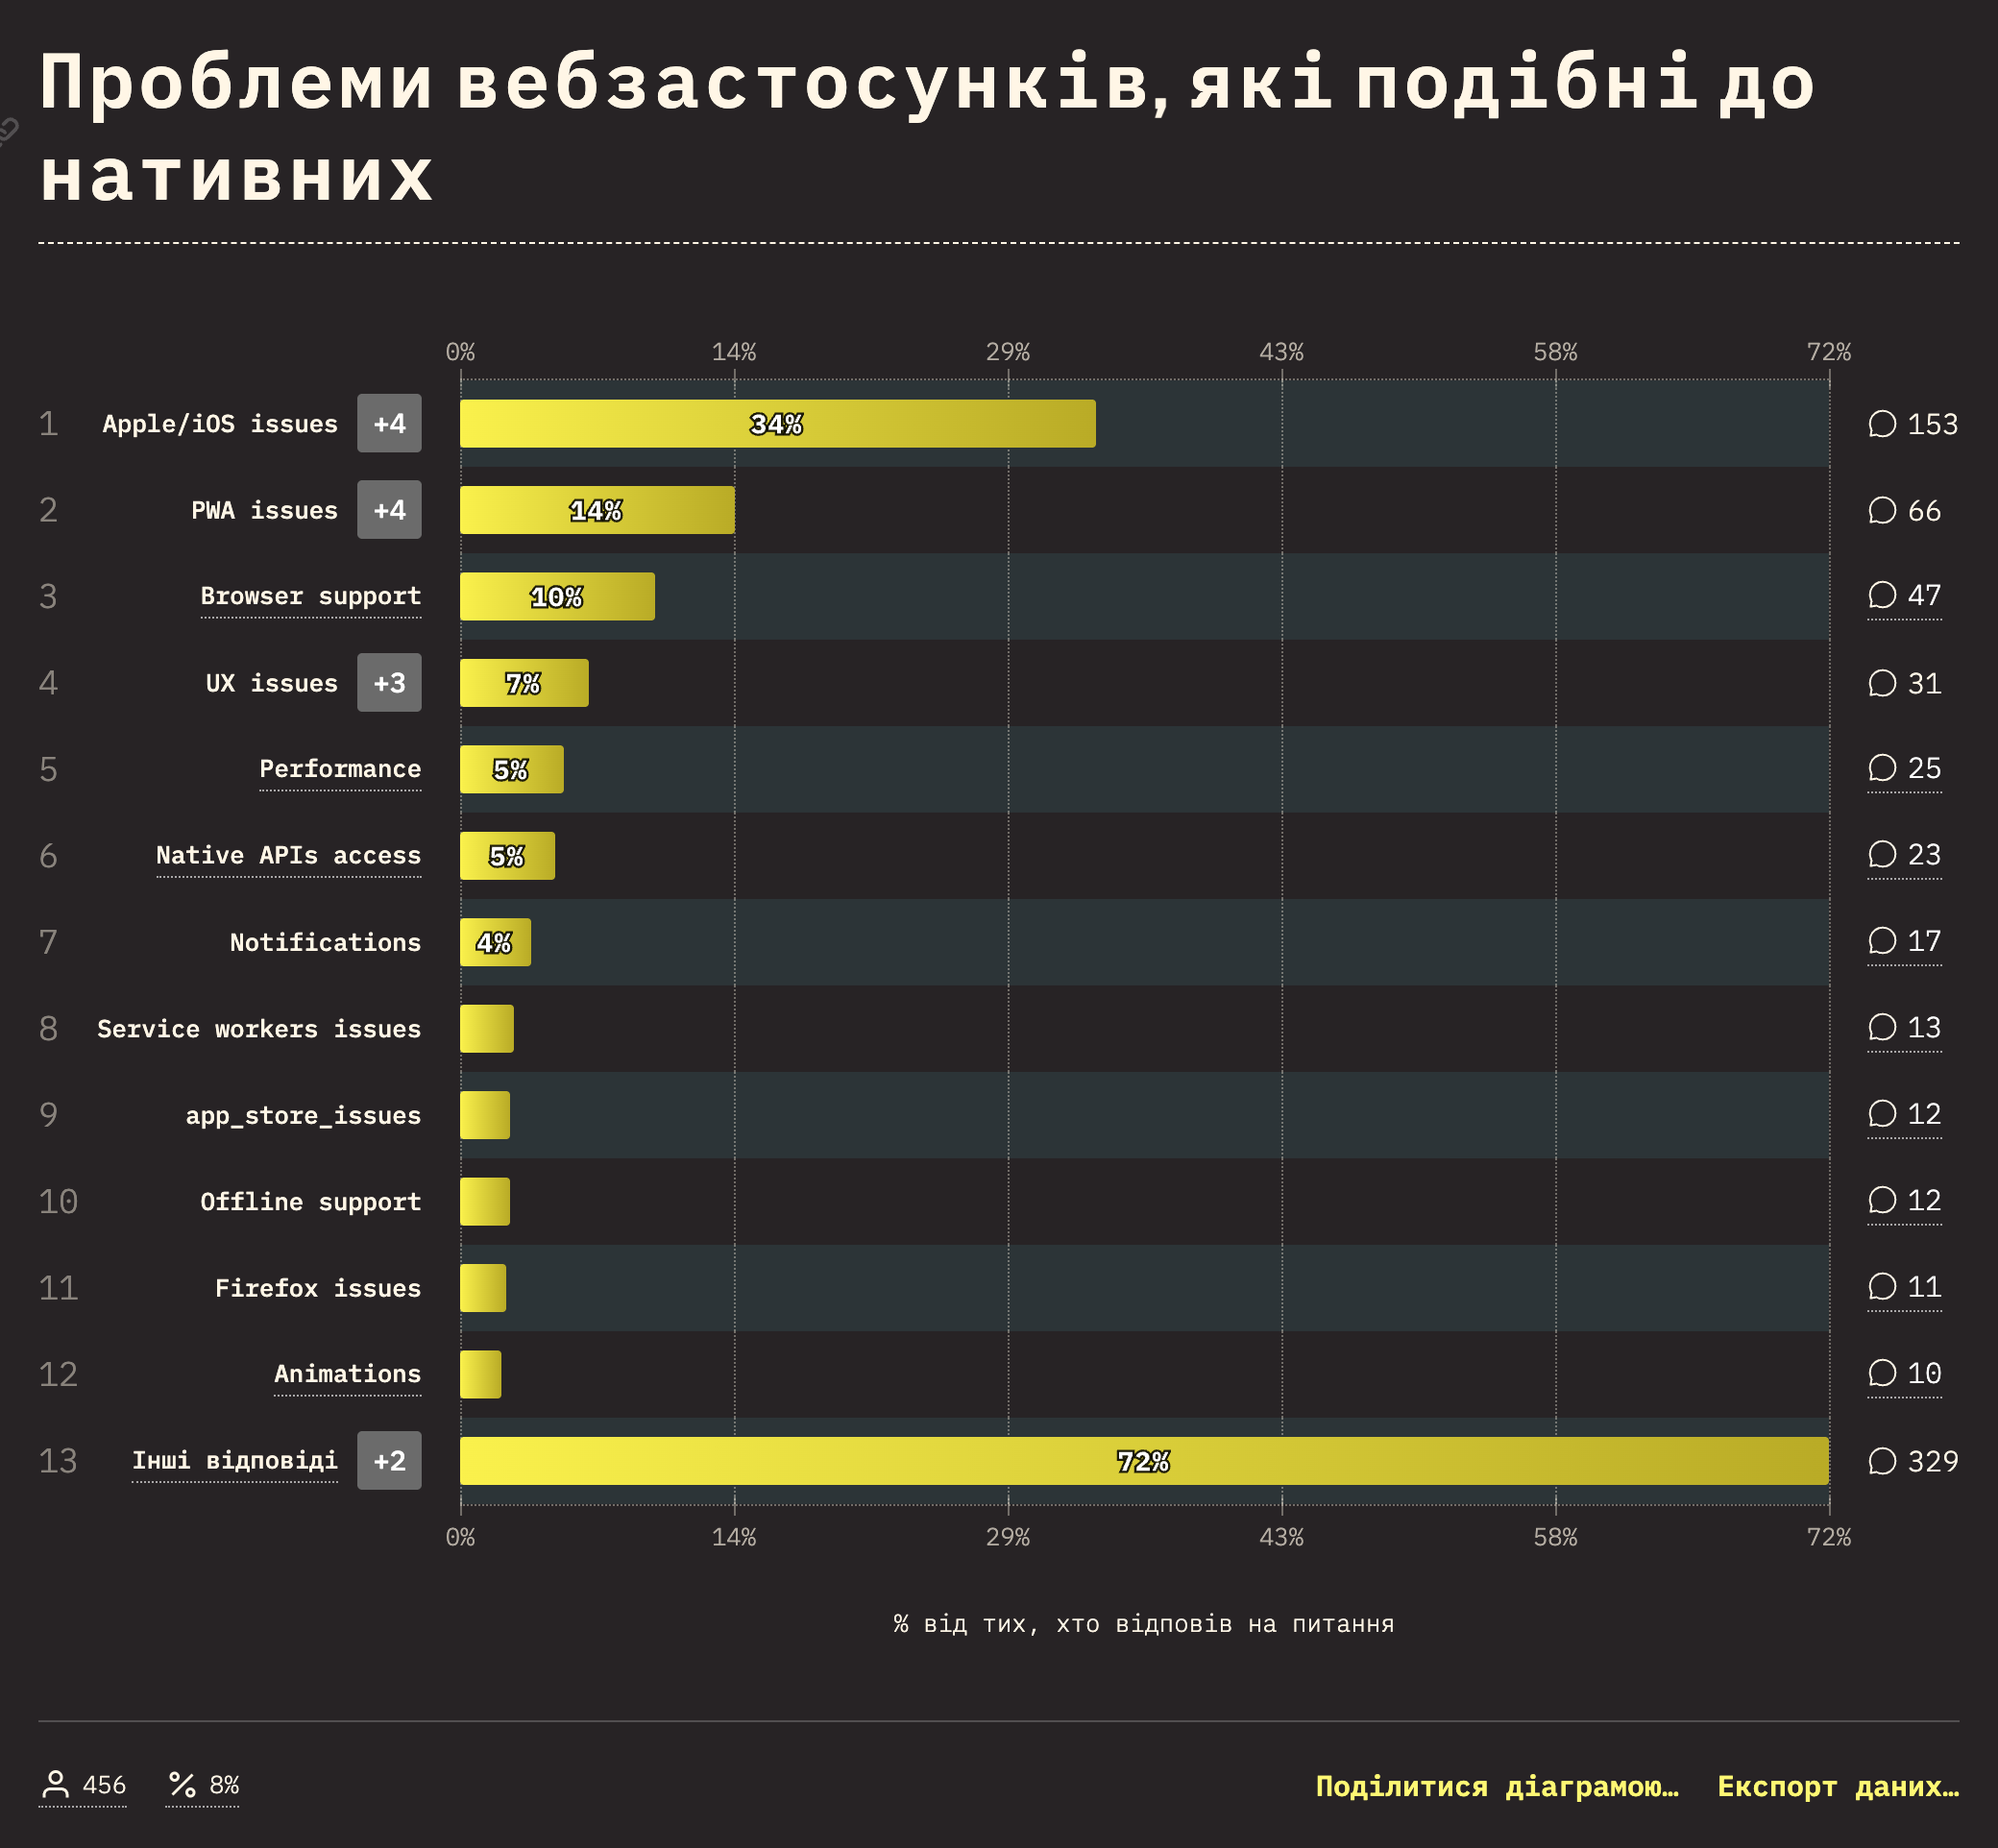 Проблеми вебзастосунків, які подібні до
нативних
0% 14% 29% 43% 58% 72%
1 Apple/iOS issues +4 34% 153
2 PWA issues +4 14% 66
3 Browser support 10% 47
4 UX issues +3 7% 31
5 Performance 5% 25
6 Native APIs access 5% 23
7 Notifications 4% 17
8 Service workers issues 13
9 app_store_issues 12
10 Offline support 12
11 Firefox issues 11
12 Animations 10
13 Інші відповіді +2 72% 329
0% 14% 29% 43% 58% 72%
% від тих, хто відповів на питання
456 8% Поділитися діаграмою… Експорт даних…